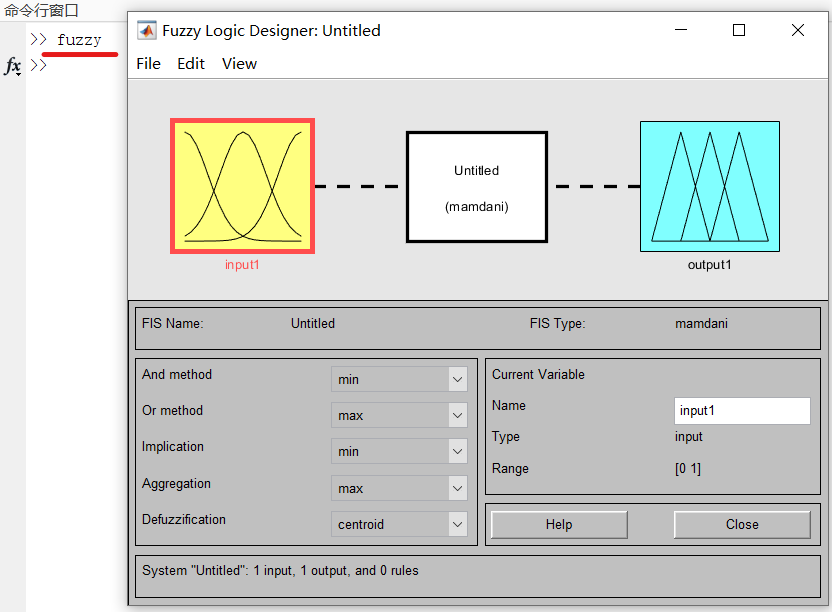 命令行窗口
>> fuzzy
fx >>
Fuzzy Logic Designer: Untitled
File Edit View
Untitled
(mamdani)
input1
output1
FIS Name: Untitled FIS Type: mamdani
And method min
Or method max
Implication min
Aggregation max
Defuzzification centroid
Current Variable
Name input1
Type input
Range [0 1]
Help Close
System "Untitled": 1 input, 1 output, and 0 rules